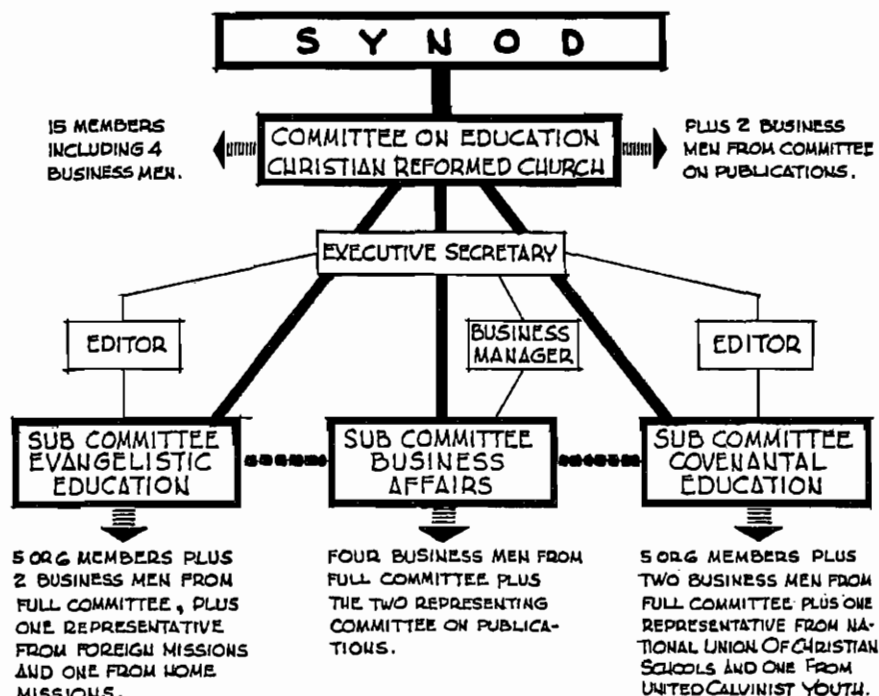 SYNOD
15 MEMBERS
INCLUDING 4
BUSINESS MEN.
COMMITTEE ON EDUCATION
CHRISTIAN REFORMED CHURCH
PLUS 2 BUSINESS
MEN FROM COMMITTEE
ON PUBLICATIONS.
EXECUTIVE SECRETARY
EDITOR
BUSINESS
MANAGER
EDITOR
SUB COMMITTEE
EVANGELISTIC
EDUCATION
SUB COMMITTEE
BUSINESS
AFFAIRS
SUB COMMITTEE
COVENANTAL
EDUCATION
5 ORG MEMBERS PLUS
2 BUSINESS MEN FROM
FULL COMMITTEE, PLUS
ONE REPRESENTATIVE
FROM FOREIGN MISSIONS
AND ONE FROM HOME
MISSIONS.
FOUR BUSINESS MEN FROM
FULL COMMITTEE PLUS
THE TWO REPRESENTING
COMMITTEE ON PUBLICA-
TIONS.
5 ORG MEMBERS PLUS
TWO BUSINESS MEN FROM
FULL COMMITTEE PLUS ONE
REPRESENTATIVE FROM NA-
TIONAL UNION OF CHRISTIAN
SCHOOLS AND ONE FROM
UNITED CALVINIST YOUTH.